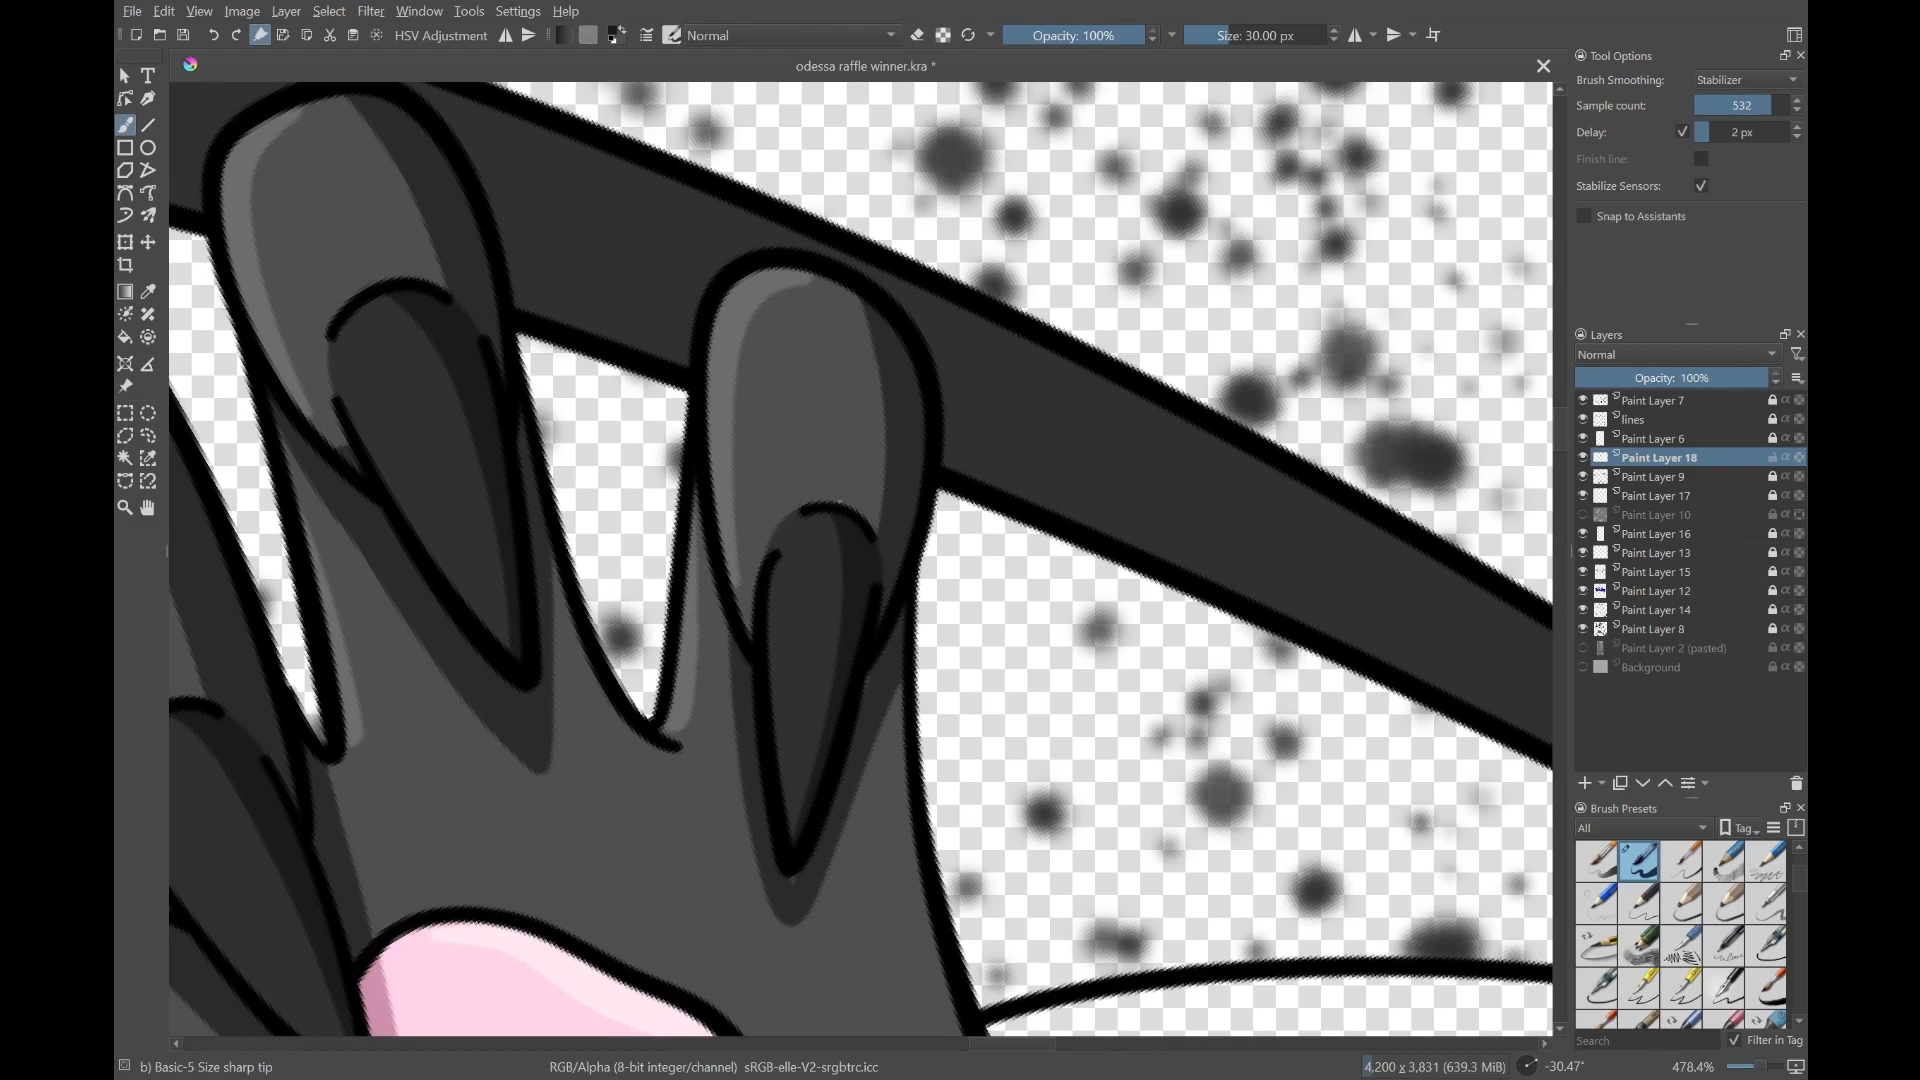 File Edit View Image Layer Select Filter Window Tools Settings Help
HSV Adjustment Normal Opacity: 100% Size: 30.00 px
odessa raffle winner.kra *
Tool Options
Brush Smoothing: Stabilizer
Sample count: 532
Delay: 2 px
Finish line:
Stabilize Sensors:
Snap to Assistants
Layers
Normal
Opacity: 100%
Paint Layer 7
lines
Paint Layer 6
Paint Layer 18
Paint Layer 9
Paint Layer 17
Paint Layer 10
Paint Layer 16
Paint Layer 13
Paint Layer 15
Paint Layer 12
Paint Layer 14
Paint Layer 8
Paint Layer 2 (pasted)
Background
Brush Presets
All Tag
Search Filter in Tag
b) Basic-5 Size sharp tip RGB/Alpha (8-bit integer/channel) sRGB-elle-V2-srgbtrc.icc 4,200 x 3,831 (639.3 MiB) -30.47° 478.4%